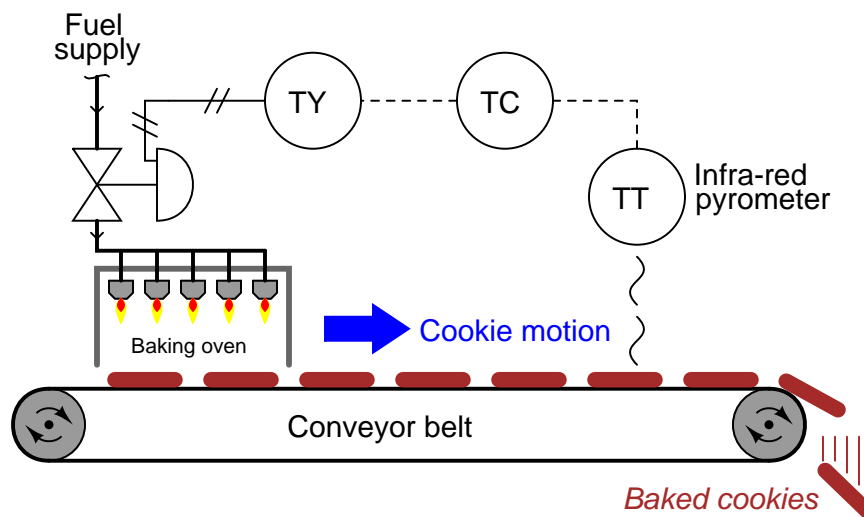 Fuel
supply
TY
TC
TT
Infra-red
pyrometer
Baking oven
Cookie motion
Conveyor belt
Baked cookies